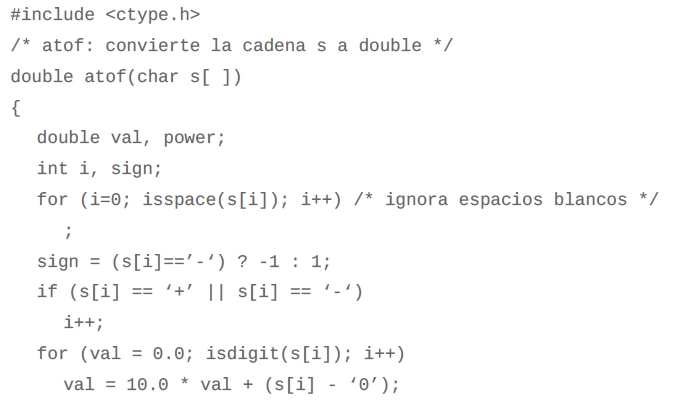 #include <ctype.h>
/* atof: convierte la cadena s a double */
double atof(char s[ ])
{
double val, power;
int i, sign;
for (i=0; isspace(s[i]); i++) /* ignora espacios blancos */
;
sign = (s[i]==’-‘) ? -1 : 1;
if (s[i] == ‘+’ || s[i] == ‘-‘)
i++;
for (val = 0.0; isdigit(s[i]); i++)
val = 10.0 * val + (s[i] - ‘0’);